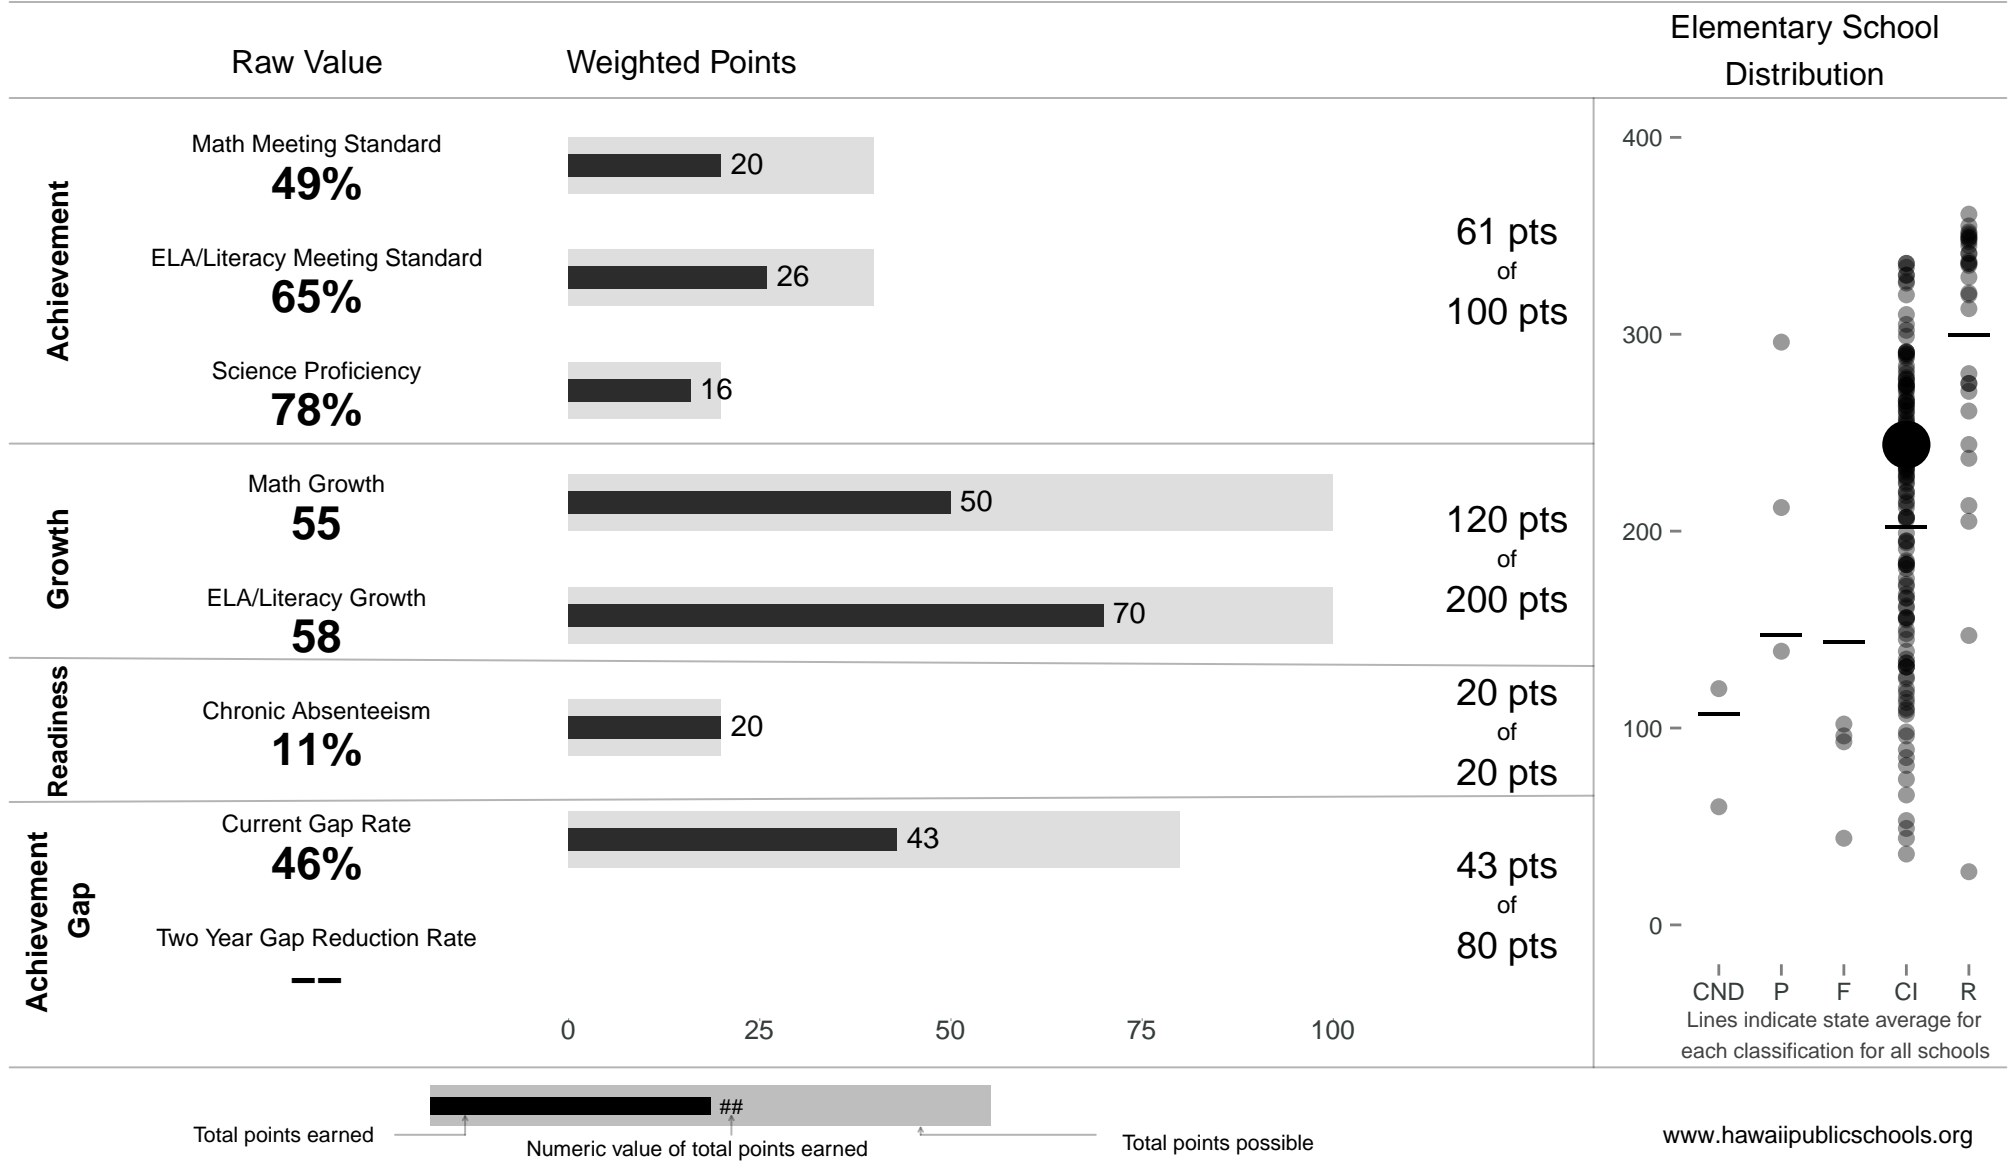 Raw Value
Weighted Points
Elementary School
Distribution
Achievement
Math Meeting Standard
49%
20
ELA/Literacy Meeting Standard
65%
26
Science Proficiency
78%
16
61 pts
of
100 pts
Growth
Math Growth
55
50
ELA/Literacy Growth
58
70
120 pts
of
200 pts
Readiness
Chronic Absenteeism
11%
20
20 pts
of
20 pts
Achievement
Gap
Current Gap Rate
46%
43
Two Year Gap Reduction Rate
−−
43 pts
of
80 pts
0 25 50 75 100
400
300
200
100
0
CND P F CI R
Lines indicate state average for
each classification for all schools
##
Total points earned
Numeric value of total points earned
Total points possible
www.hawaiipublicschools.org